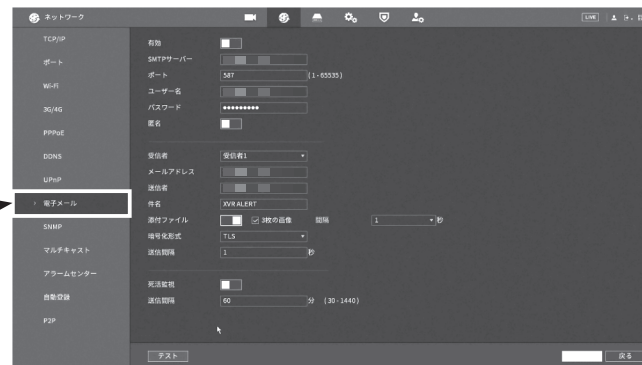 ネットワーク
LIVE
TCP/IP
ポート
Wi-Fi
3G/4G
PPPoE
DDNS
UPnP
電子メール
SNMP
マルチキャスト
アラームセンター
自動登録
P2P
有効
SMTPサーバー
ポート 587 (1-65535)
ユーザー名
パスワード ●●●●●●●●●
匿名
受信者 受信者1
メールアドレス
送信者
件名 XVR ALERT
添付ファイル 3枚の画像 間隔 1 秒
暗号化形式 TLS
送信間隔 1 秒
死活監視
送信間隔 60 分 (30-1440)
テスト
戻る